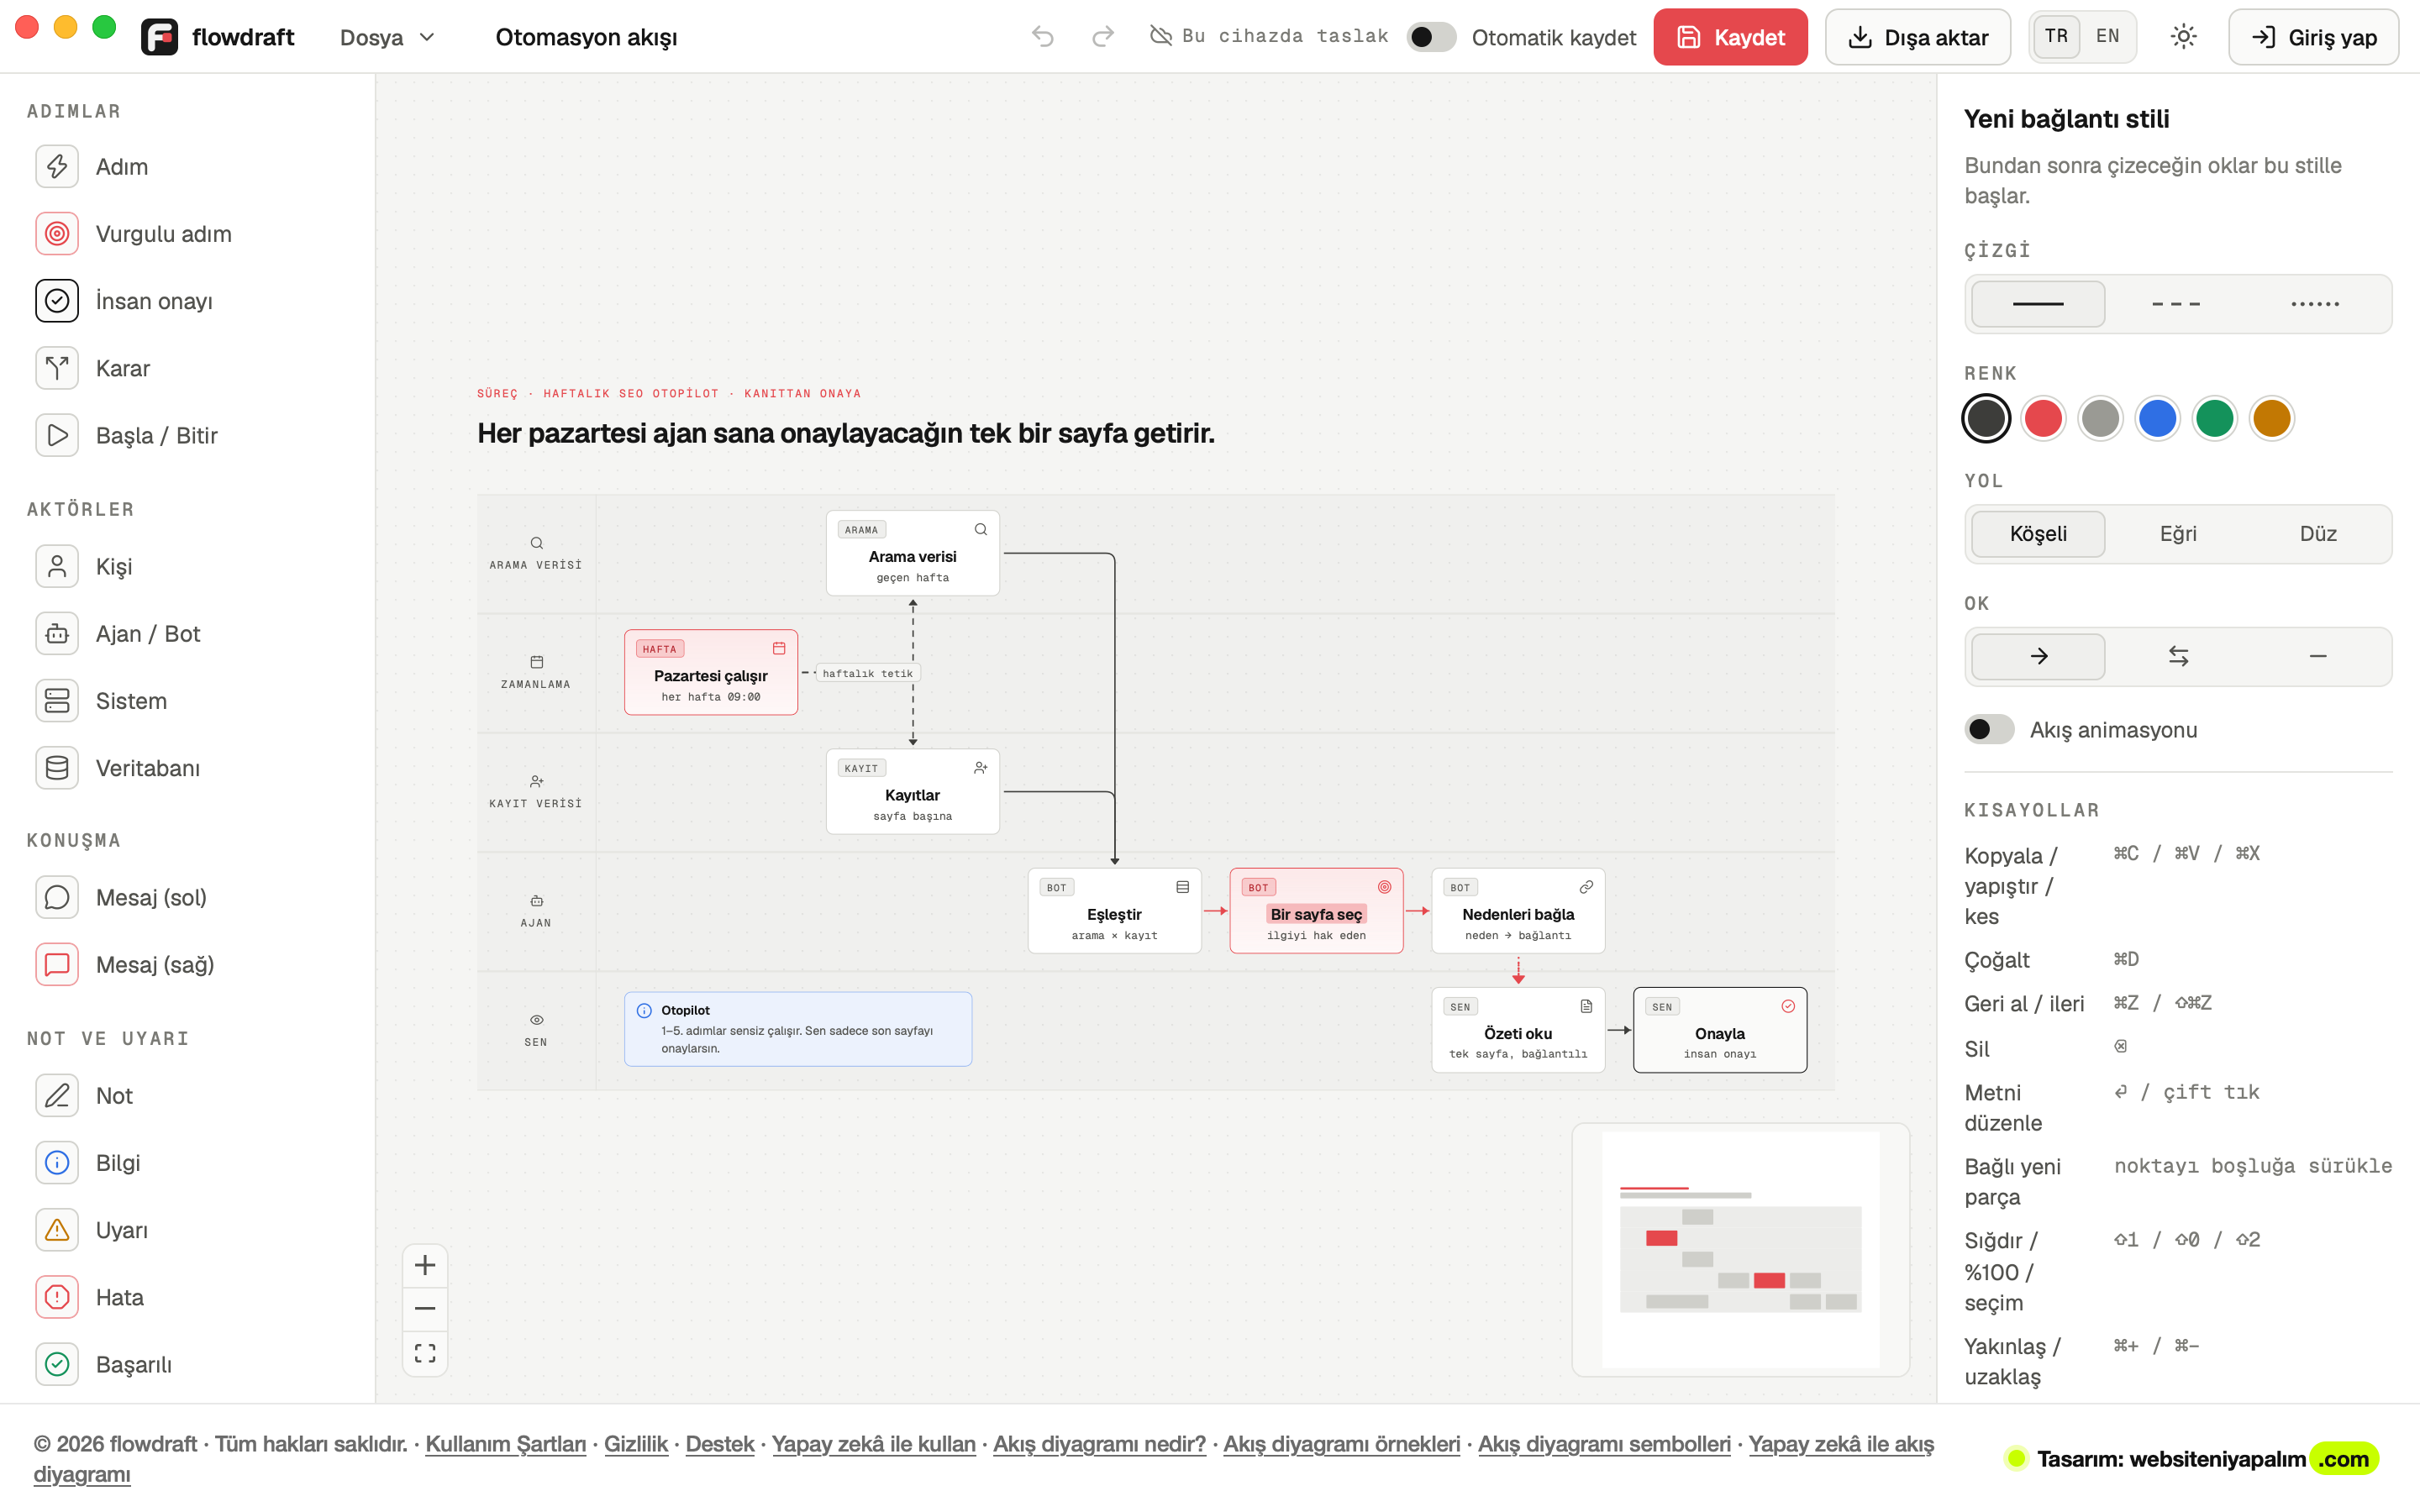 flowdraft
Dosya
Otomasyon akışı
Bu cihazda taslak
Otomatik kaydet
Kaydet
Dışa aktar
TR
EN
Giriş yap
ADIMLAR
Adım
Vurgulu adım
İnsan onayı
Karar
Başla / Bitir
AKTÖRLER
Kişi
Ajan / Bot
Sistem
Veritabanı
KONUŞMA
Mesaj (sol)
Mesaj (sağ)
NOT VE UYARI
Not
Bilgi
Uyarı
Hata
Başarılı
SÜREÇ · HAFTALIK SEO OTOPİLOT · KANITTAN ONAYA
Her pazartesi ajan sana onaylayacağın tek bir sayfa getirir.
ARAMA VERİSİ
ARAMA
Arama verisi
geçen hafta
ZAMANLAMA
HAFTA
Pazartesi çalışır
her hafta 09:00
haftalık tetik
KAYIT VERİSİ
KAYIT
Kayıtlar
sayfa başına
AJAN
BOT
Eşleştir
arama × kayıt
BOT
Bir sayfa seç
ilgiyi hak eden
BOT
Nedenleri bağla
neden → bağlantı
SEN
Otopilot
1–5. adımlar sensiz çalışır. Sen sadece son sayfayı
onaylarsın.
SEN
Özeti oku
tek sayfa, bağlantılı
SEN
Onayla
insan onayı
Yeni bağlantı stili
Bundan sonra çizeceğin oklar bu stille
başlar.
ÇİZGİ
RENK
YOL
Köşeli
Eğri
Düz
OK
Akış animasyonu
KISAYOLLAR
Kopyala / ⌘C / ⌘V / ⌘X
yapıştır /
kes
Çoğalt ⌘D
Geri al / ileri ⌘Z / ⇧⌘Z
Sil ⌫
Metni ⏎ / çift tık
düzenle
Bağlı yeni noktayı boşluğa sürükle
parça
Sığdır / ⇧1 / ⇧0 / ⇧2
%100 /
seçim
Yakınlaş / ⌘+ / ⌘−
uzaklaş
© 2026 flowdraft · Tüm hakları saklıdır. · Kullanım Şartları · Gizlilik · Destek · Yapay zekâ ile kullan · Akış diyagramı nedir? · Akış diyagramı örnekleri · Akış diyagramı sembolleri · Yapay zekâ ile akış
diyagramı
Tasarım: websiteniyapalım .com